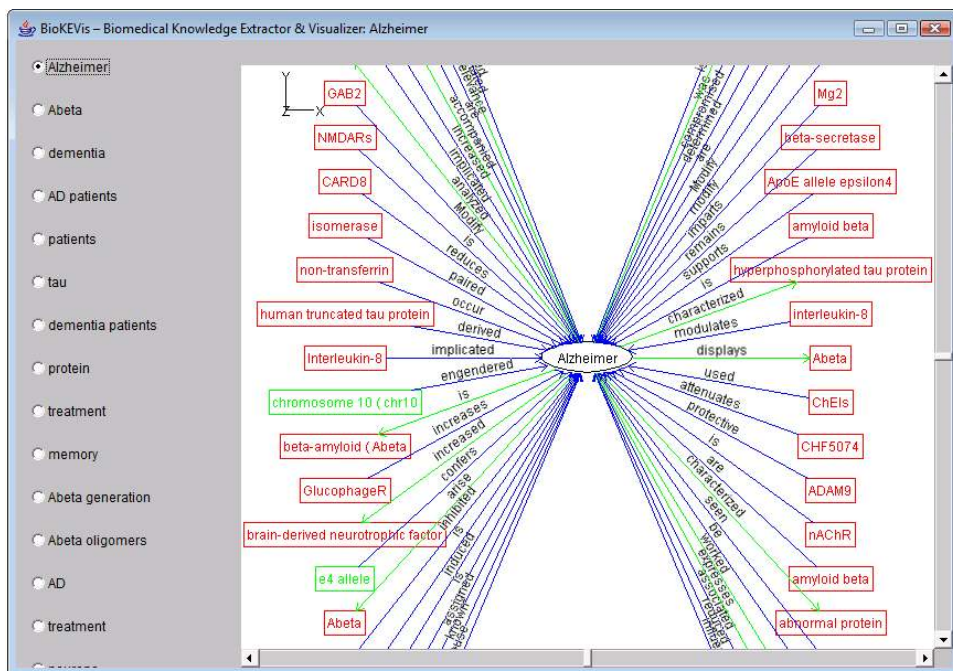 BioKEVis – Biomedical Knowledge Extractor & Visualizer: Alzheimer
Alzheimer
Abeta
dementia
AD patients
patients
tau
dementia patients
protein
treatment
memory
Abeta generation
Abeta oligomers
AD
treatment
Y
Z
X
GAB2
NMDARs
CARD8
isomerase
non-transferrin
human truncated tau protein
Interleukin-8
chromosome 10 ( chr10
beta-amyloid ( Abeta
GlucophageR
brain-derived neurotrophic factor
e4 allele
Abeta
accompanied
are
increased
implicated
analyzed
Modify
is
reduces
paired
occur
derived
implicated
engendered
is
increases
increased
confers
arise
inhibited
is
induced
is
assigned
known
Alzheimer
was
compromised
determined
are
Modify
modify
imparts
remains
supports
is
characterized
modulates
displays
used
attenuates
protective
is
are
characterized
seen
be
worked
expresses
associated
reduced
Mg2
beta-secretase
ApoE allele epsilon4
amyloid beta
hyperphosphorylated tau protein
interleukin-8
Abeta
ChEIs
CHF5074
ADAM9
nAChR
amyloid beta
abnormal protein